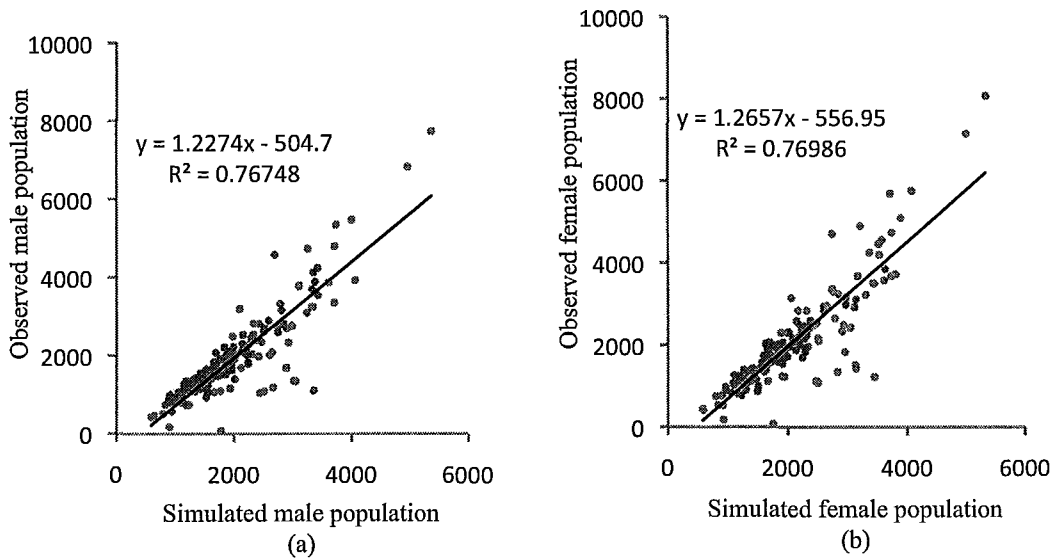 10000
8000
6000
4000
2000
0
Observed male population
y = 1.2274x - 504.7
R² = 0.76748
0 2000 4000 6000
Simulated male population
(a)
10000
8000
6000
4000
2000
0
Observed female population
y = 1.2657x - 556.95
R² = 0.76986
0 2000 4000 6000
Simulated female population
(b)